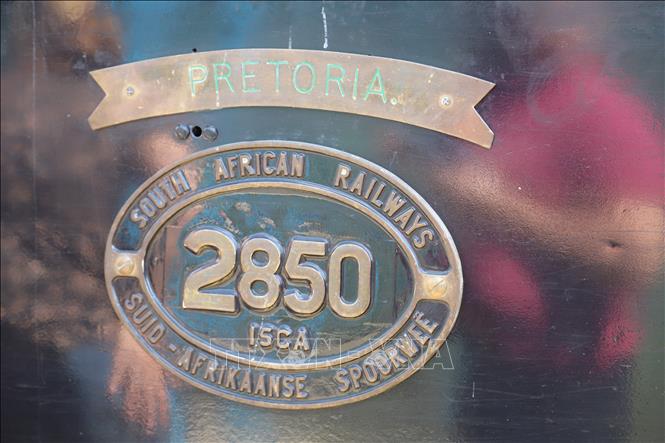 PRETORIA.
SOUTH AFRICAN RAILWAYS
2850
15CA
SUID-AFRIKAANSE SPOORWEË